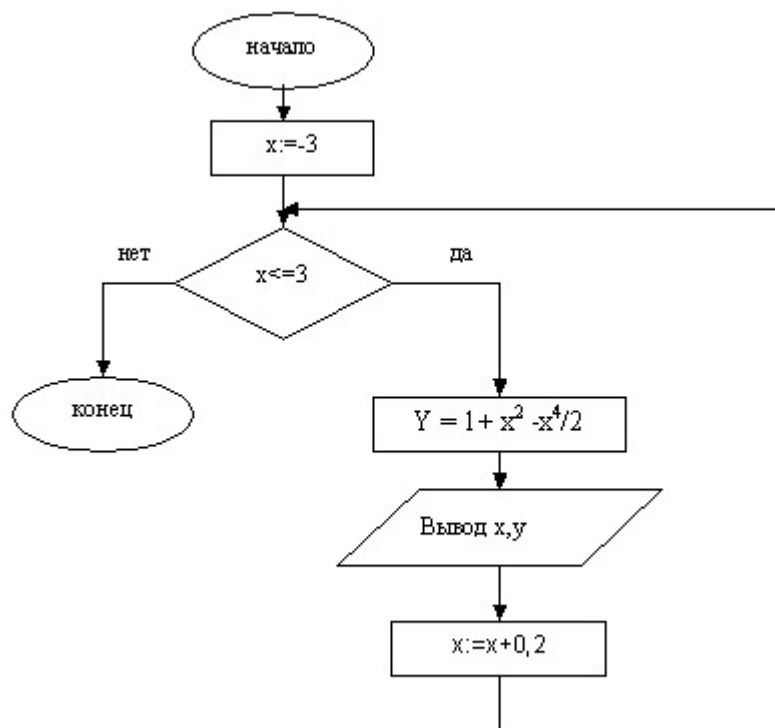 начало
x:=-3
нет
да
x<=3
конец
Y = 1+ x² -x⁴/2
Вывод x,y
x:=x+0,2